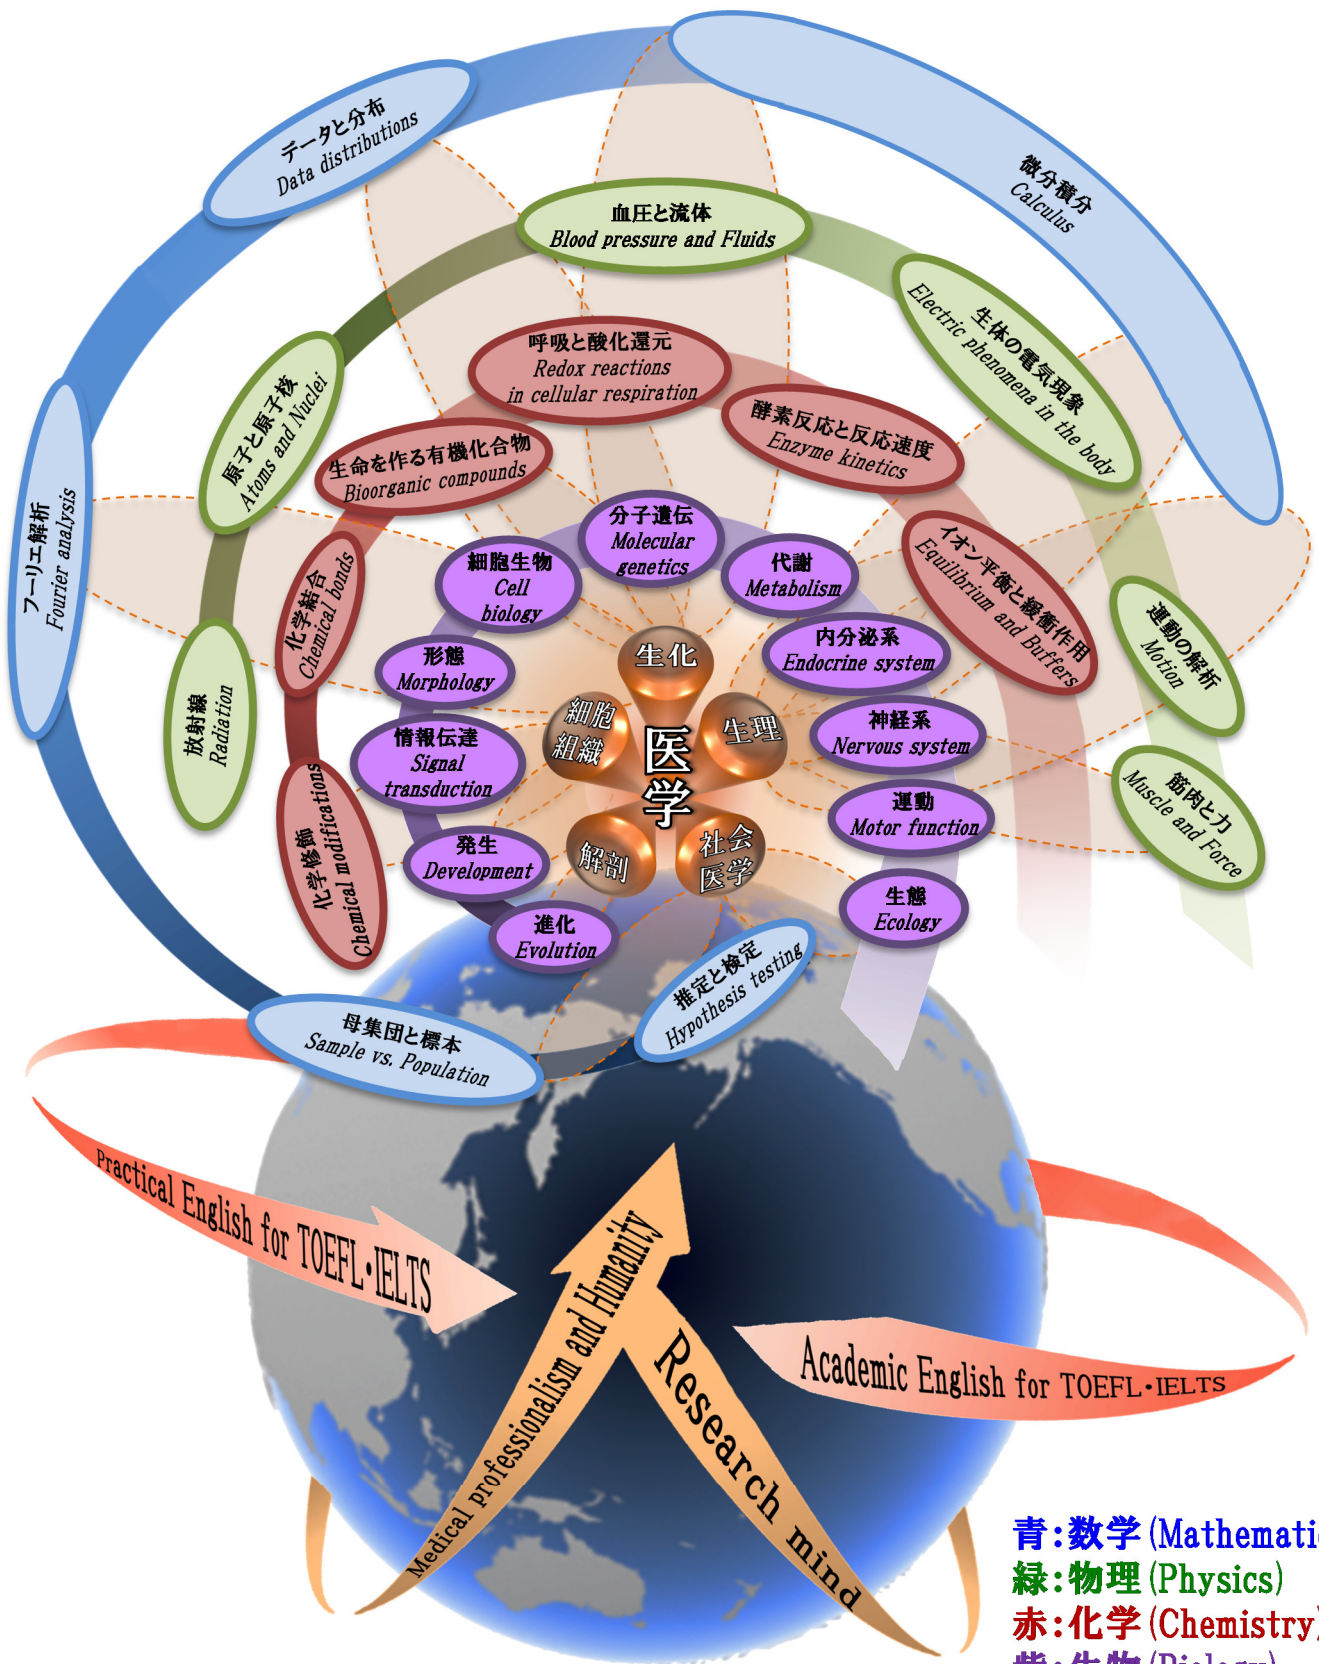 微分積分
Calculus
データと分布
Data distributions
血圧と流体
Blood pressure and Fluids
生体の電気現象
Electric phenomena in the body
呼吸と酸化還元
Redox reactions
in cellular respiration
原子と原子核
Atoms and Nuclei
酵素反応と反応速度
Enzyme kinetics
生命を作る有機化合物
Bioorganic compounds
フーリエ解析
Fourier analysis
分子遺伝
Molecular
genetics
細胞生物
Cell
biology
代謝
Metabolism
イオン平衡と緩衝作用
Equilibrium and Buffers
化学結合
Chemical bonds
内分泌系
Endocrine system
運動の解析
Motion
形態
Morphology
生化
細胞
組織
生理
医学
神経系
Nervous system
放射線
Radiation
情報伝達
Signal
transduction
運動
Motor function
筋肉と力
Muscle and Force
化学修飾
Chemical modifications
発生
Development
解剖
社会
医学
生態
Ecology
進化
Evolution
推定と検定
Hypothesis testing
母集団と標本
Sample vs. Population
Practical English for TOEFL・IELTS
Medical professionalism and Humanity
Research mind
Academic English for TOEFL・IELTS
青:数学(Mathematic
緑:物理(Physics)
赤:化学(Chemistry)
紫:生物(Biology)